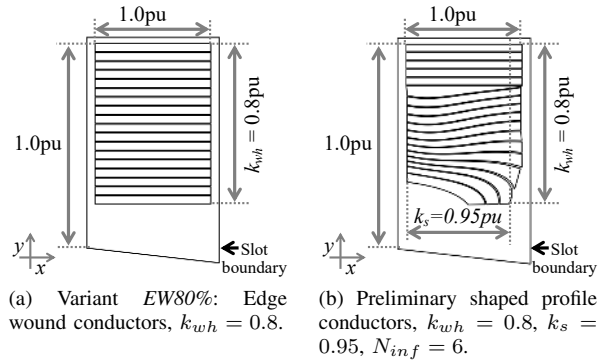 1.0pu
1.0pu
k_wh = 0.8pu
y
x
Slot
boundary
(a) Variant EW80%: Edge
wound conductors, k_wh = 0.8.
1.0pu
1.0pu
k_wh = 0.8pu
k_s=0.95pu
y
x
Slot
boundary
(b) Preliminary shaped profile
conductors, k_wh = 0.8, k_s =
0.95, N_inf = 6.